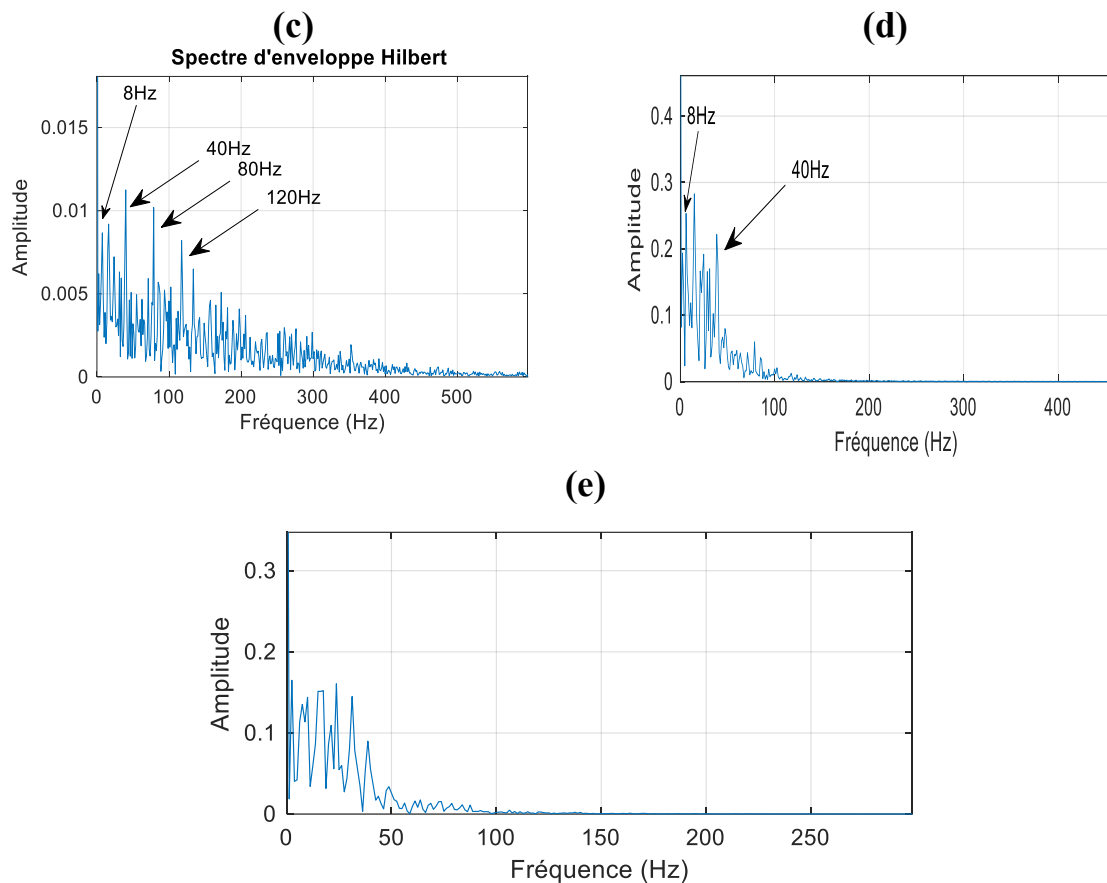 (c)
Spectre d'enveloppe Hilbert
8Hz
40Hz
80Hz
120Hz
Amplitude
0.015
0.01
0.005
0
0 100 200 300 400 500
Fréquence (Hz)
(d)
8Hz
40Hz
Amplitude
0.4
0.3
0.2
0.1
0
0 100 200 300 400
Fréquence (Hz)
(e)
Amplitude
0.3
0.2
0.1
0
0 50 100 150 200 250
Fréquence (Hz)